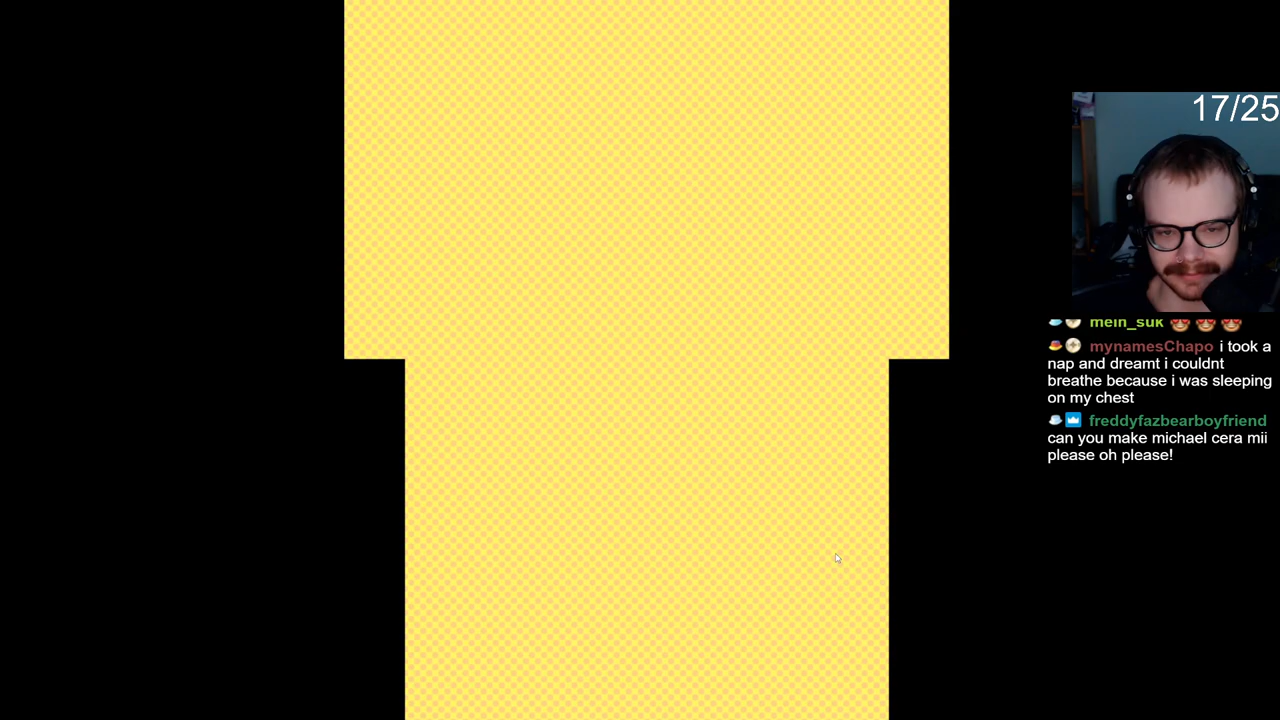 17/25
mein_suk
mynamesChapo i took a
nap and dreamt i couldnt
breathe because i was sleeping
on my chest
freddyfazbearboyfriend
can you make michael cera mii
please oh please!